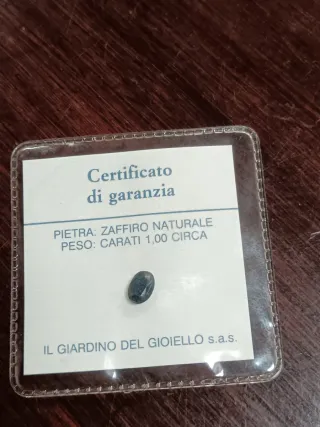 Certificato
di garanzia
PIETRA: ZAFFIRO NATURALE
PESO: CARATI 1,00 CIRCA
IL GIARDINO DEL GIOIELLO s.a.s.